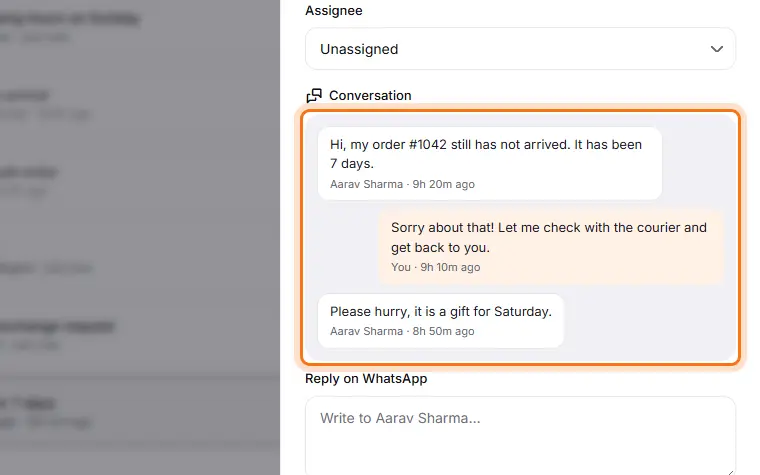 Assignee
Unassigned
Conversation
Hi, my order #1042 still has not arrived. It has been
7 days.
Aarav Sharma · 9h 20m ago
Sorry about that! Let me check with the courier and
get back to you.
You · 9h 10m ago
Please hurry, it is a gift for Saturday.
Aarav Sharma · 8h 50m ago
Reply on WhatsApp
Write to Aarav Sharma...